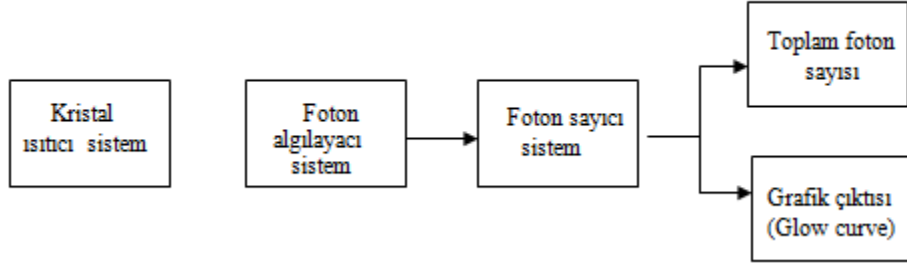 Kristal
ısıtıcı sistem
Foton
algılayacı
sistem
Foton sayıcı
sistem
Toplam foton
sayısı
Grafik çıktısı
(Glow curve)